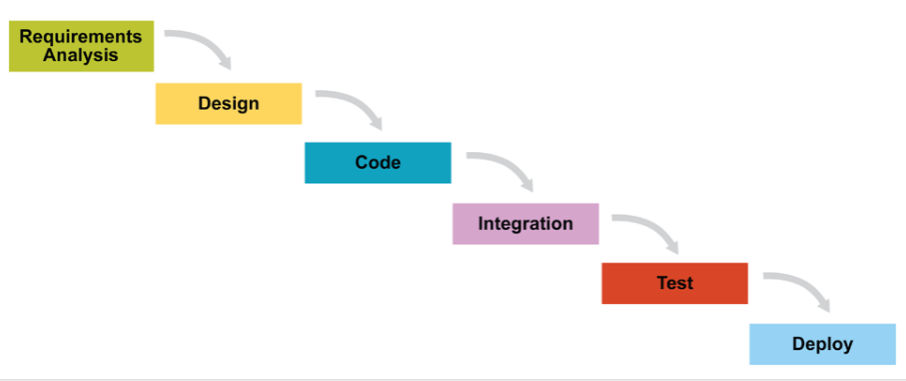 Requirements
Analysis
Design
Code
Integration
Test
Deploy